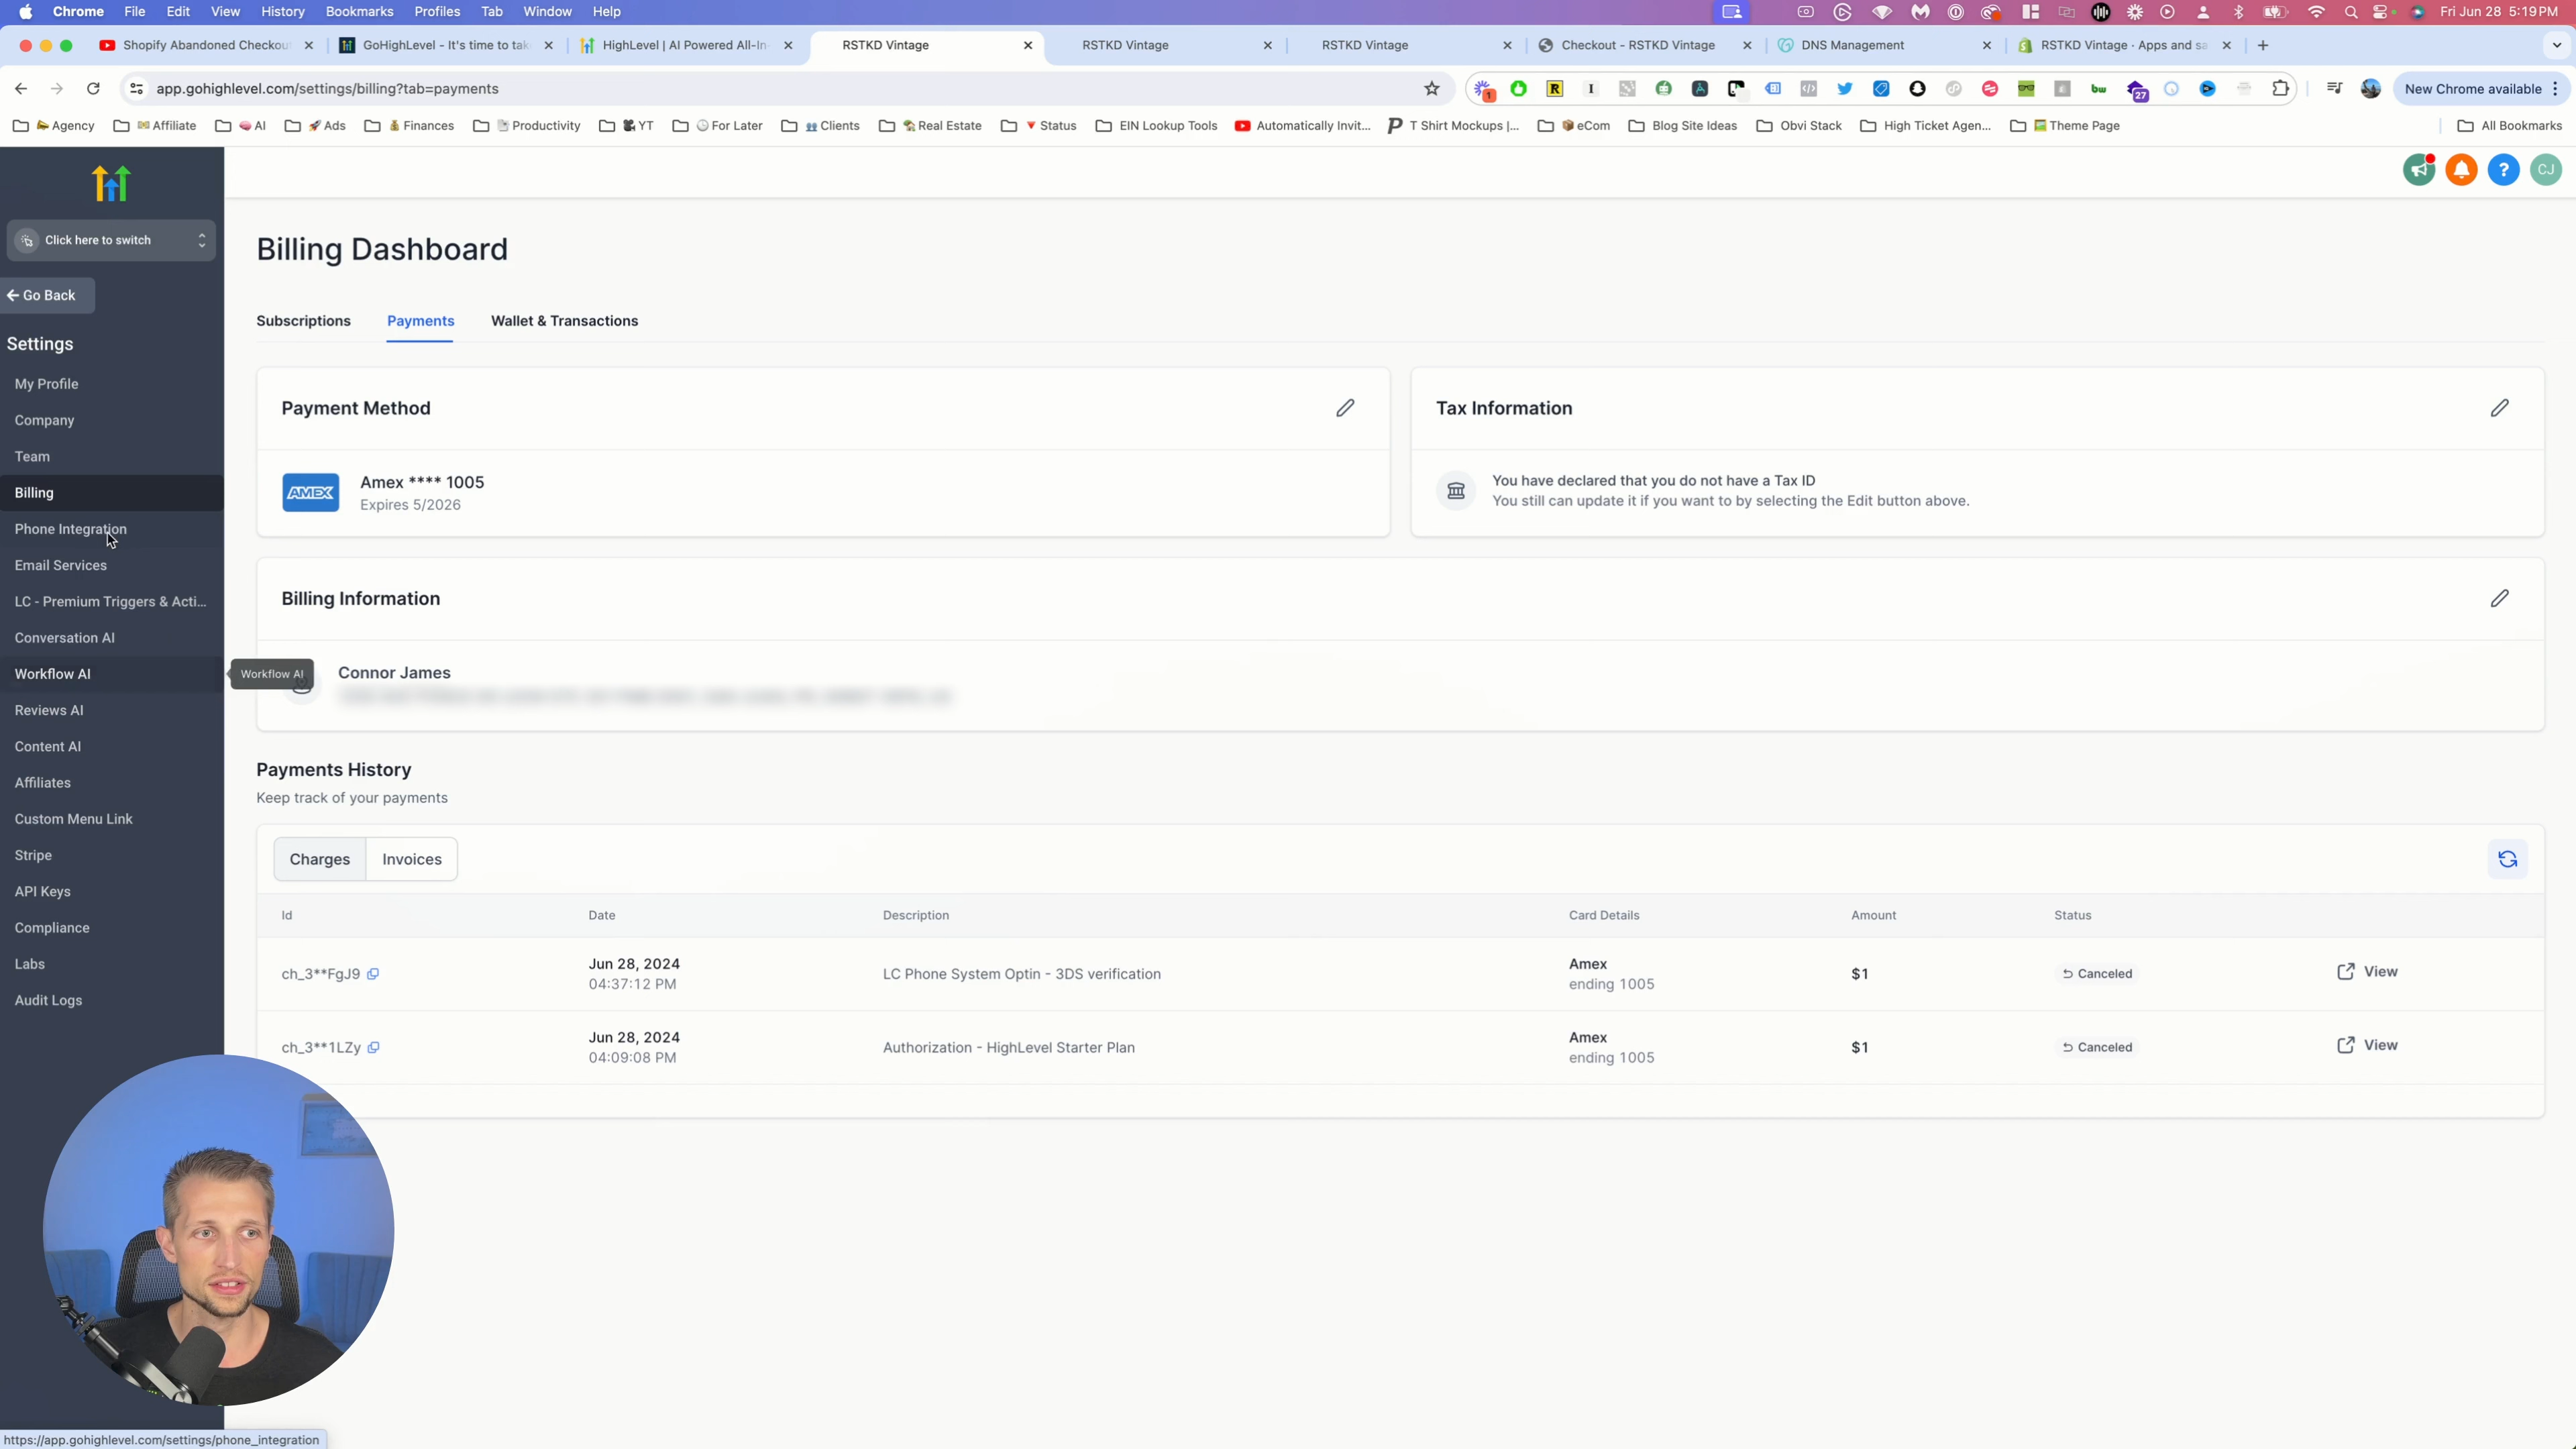 Chrome File Edit View History Bookmarks Profiles Tab Window Help
Fri Jun 28 5:19 PM
Shopify Abandoned Checkou
GoHighLevel - It's time to tak
HighLevel | AI Powered All-In-
RSTKD Vintage
RSTKD Vintage
RSTKD Vintage
Checkout - RSTKD Vintage
DNS Management
RSTKD Vintage · Apps and sa
app.gohighlevel.com/settings/billing?tab=payments
1
27
New Chrome available
Agency
Affiliate
AI
Ads
Finances
Productivity
YT
For Later
Clients
Real Estate
Status
EIN Lookup Tools
Automatically Invit...
T Shirt Mockups |...
eCom
Blog Site Ideas
Obvi Stack
High Ticket Agen...
Theme Page
All Bookmarks
CJ
Click here to switch
Go Back
Settings
My Profile
Company
Team
Billing
Phone Integration
Email Services
LC - Premium Triggers & Acti...
Conversation AI
Workflow AI
Workflow AI
Reviews AI
Content AI
Affiliates
Custom Menu Link
Stripe
API Keys
Compliance
Labs
Audit Logs
Billing Dashboard
Subscriptions Payments Wallet & Transactions
Payment Method
AMEX
Amex **** 1005
Expires 5/2026
Tax Information
You have declared that you do not have a Tax ID
You still can update it if you want to by selecting the Edit button above.
Billing Information
Connor James
Payments History
Keep track of your payments
Charges Invoices
Id Date Description Card Details Amount Status
ch_3**FgJ9 Jun 28, 2024 04:37:12 PM LC Phone System Optin - 3DS verification Amex ending 1005 $1 Canceled View
ch_3**1LZy Jun 28, 2024 04:09:08 PM Authorization - HighLevel Starter Plan Amex ending 1005 $1 Canceled View
https://app.gohighlevel.com/settings/phone_integration